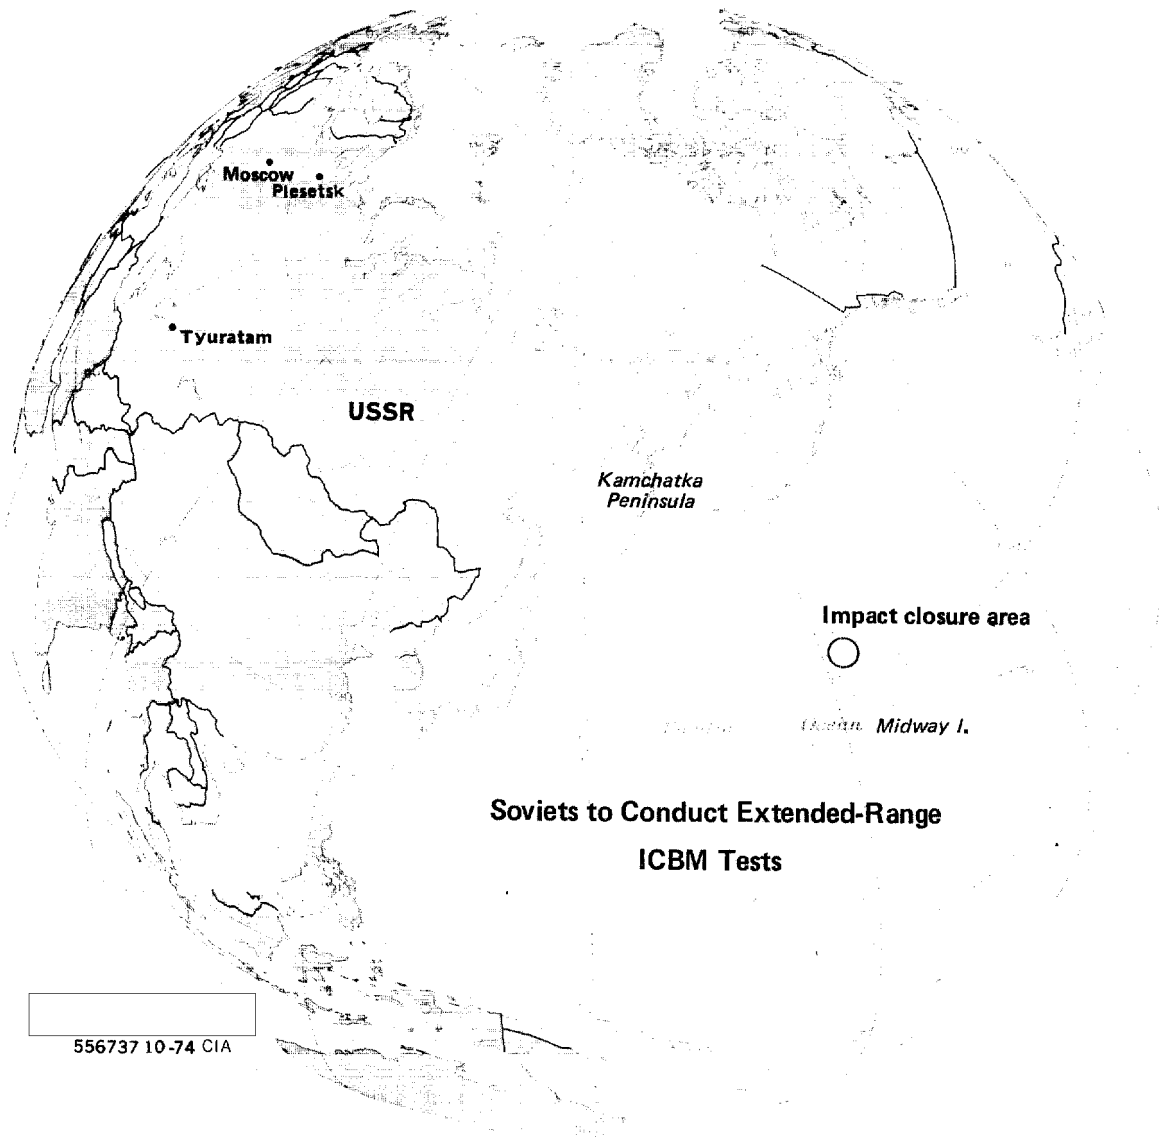 Moscow
Plesetsk
Tyuratam
USSR
Kamchatka
Peninsula
Impact closure area
Ocean Midway I.
Soviets to Conduct Extended-Range
ICBM Tests
556737 10-74 CIA